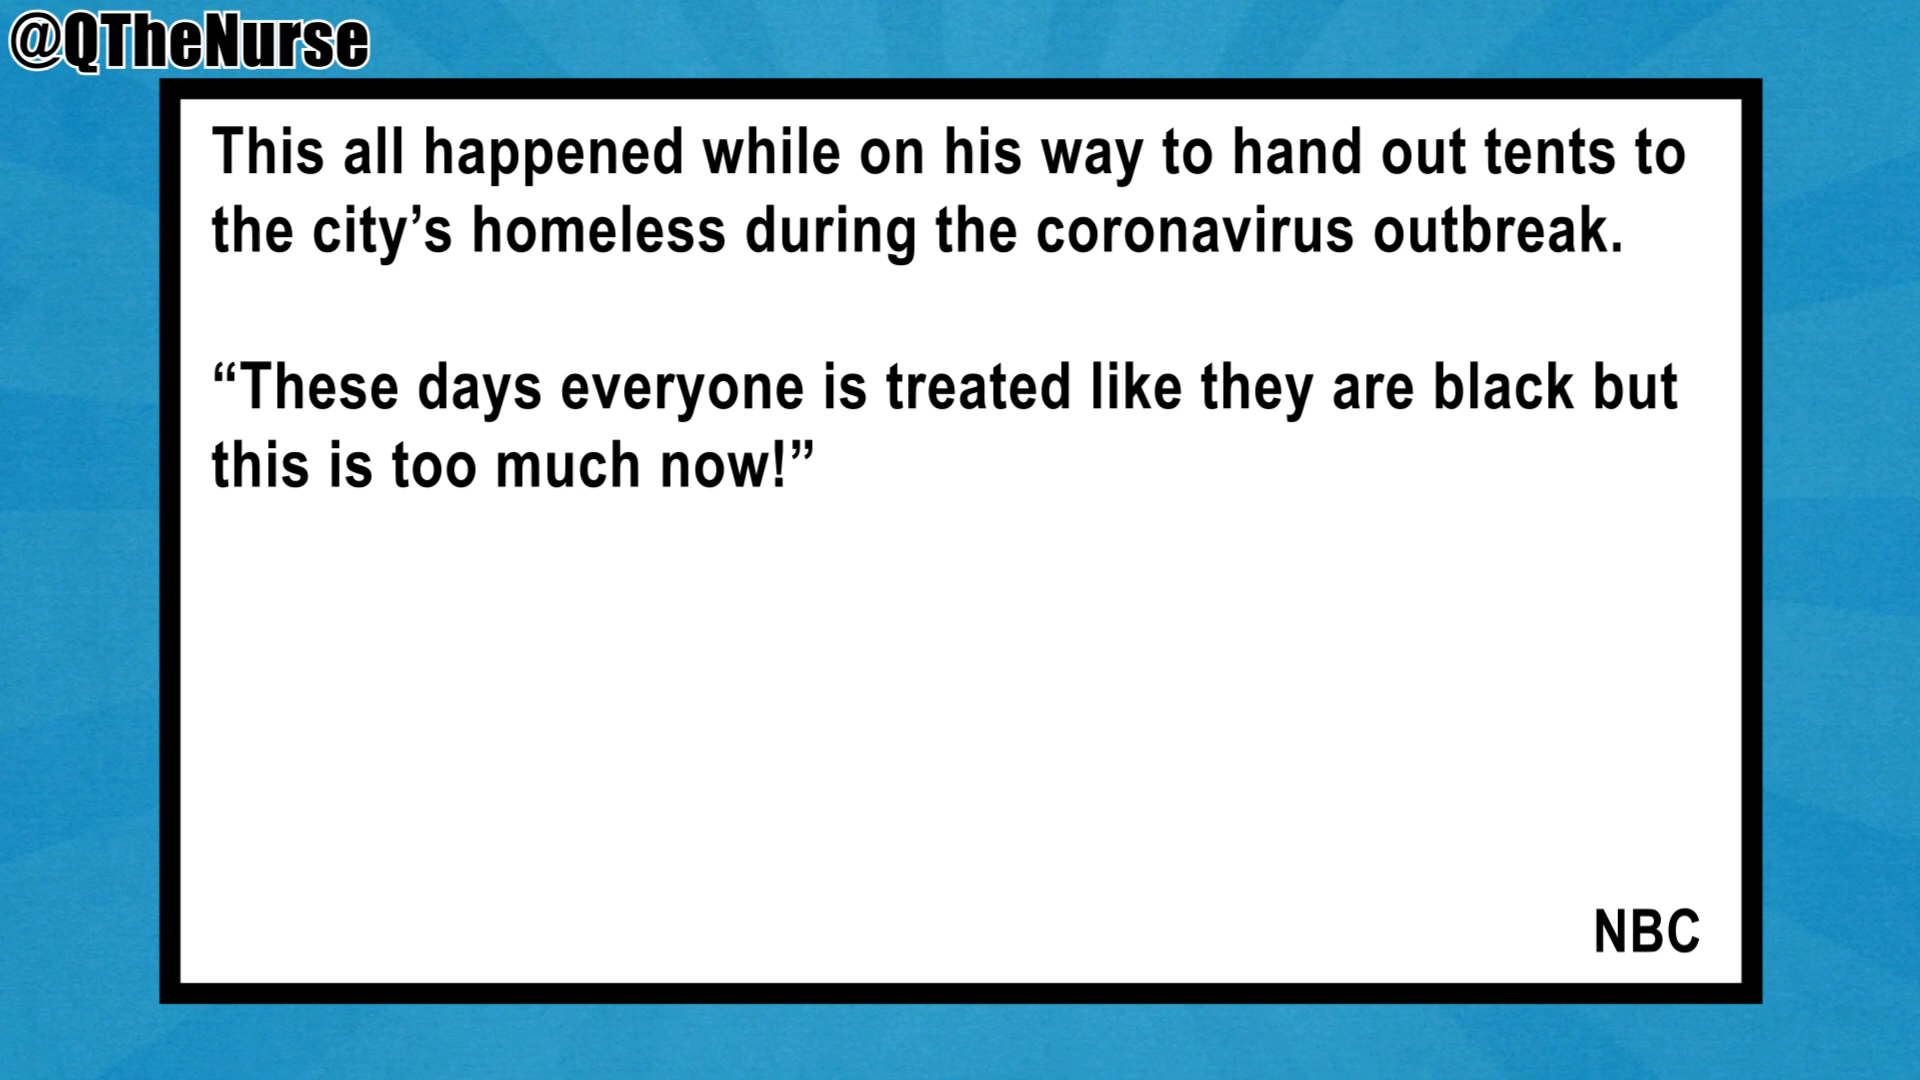 @QTheNurse
This all happened while on his way to hand out tents to
the city’s homeless during the coronavirus outbreak.
“These days everyone is treated like they are black but
this is too much now!”
NBC